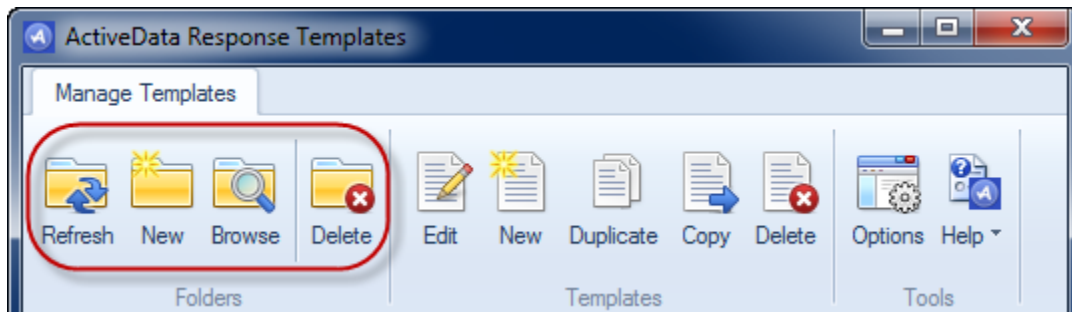 ActiveData Response Templates
Manage Templates
Refresh New Browse Delete Edit New Duplicate Copy Delete Options Help
Folders Templates Tools